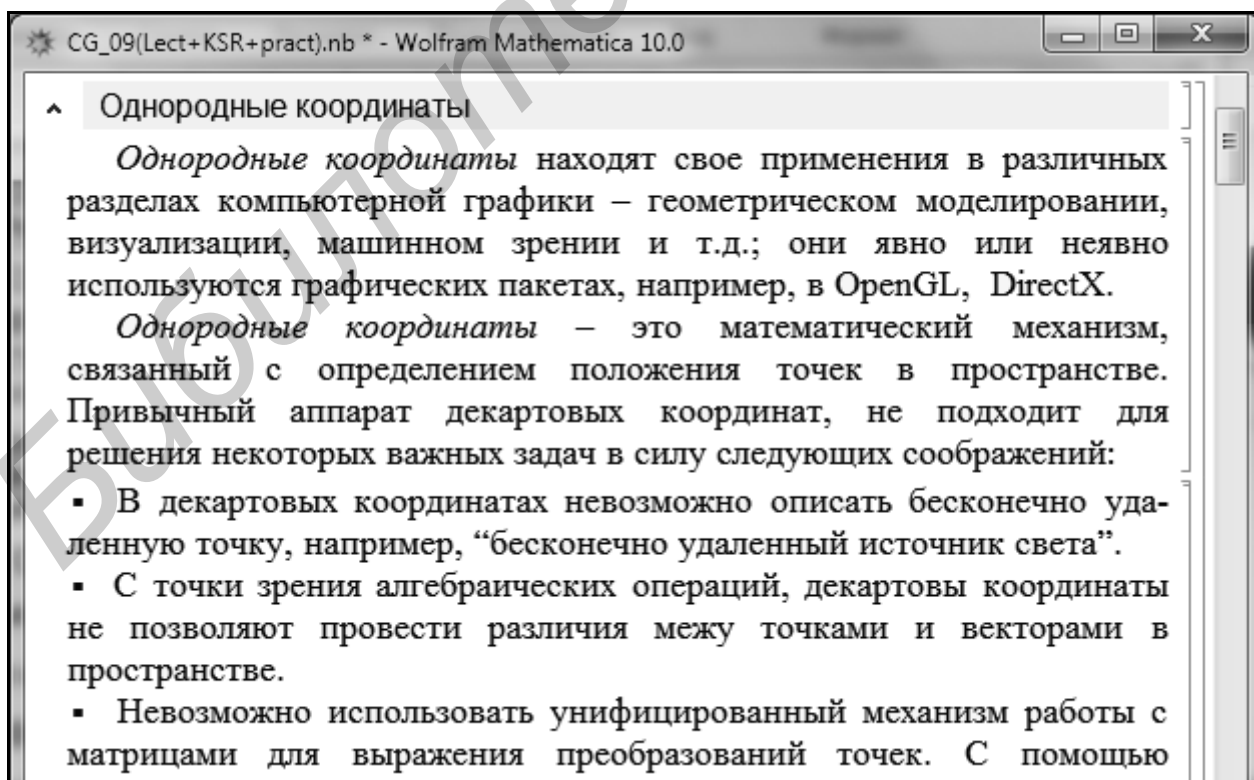 CG_09(Lect+KSR+pract).nb * - Wolfram Mathematica 10.0
Однородные координаты
Однородные координаты находят свое применения в различных
разделах компьютерной графики – геометрическом моделировании,
визуализации, машинном зрении и т.д.; они явно или неявно
используются графических пакетах, например, в OpenGL, DirectX.
Однородные координаты – это математический механизм,
связанный с определением положения точек в пространстве.
Привычный аппарат декартовых координат, не подходит для
решения некоторых важных задач в силу следующих соображений:
▪ В декартовых координатах невозможно описать бесконечно уда-
ленную точку, например, “бесконечно удаленный источник света”.
▪ С точки зрения алгебраических операций, декартовы координаты
не позволяют провести различия межу точками и векторами в
пространстве.
▪ Невозможно использовать унифицированный механизм работы с
матрицами для выражения преобразований точек. С помощью